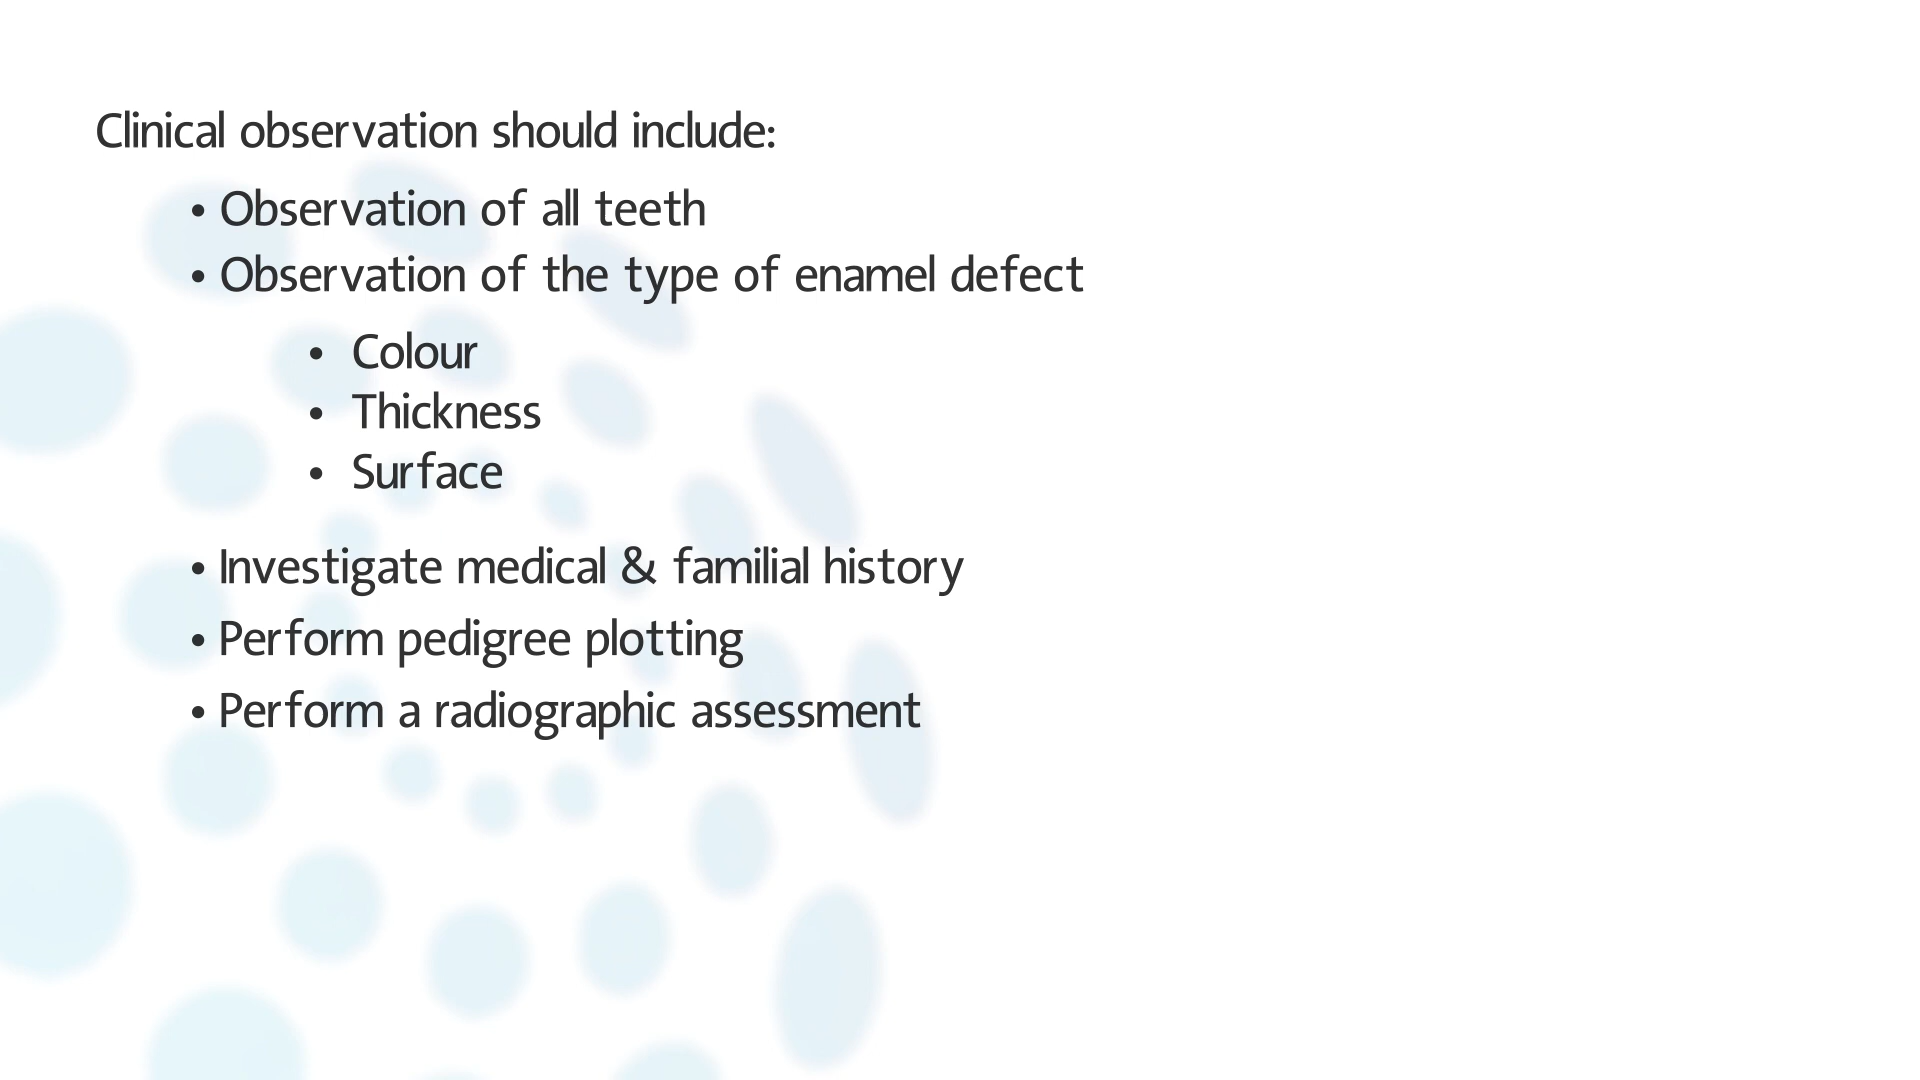 Clinical observation should include:
• Observation of all teeth
• Observation of the type of enamel defect
• Colour
• Thickness
• Surface
• Investigate medical & familial history
• Perform pedigree plotting
• Perform a radiographic assessment